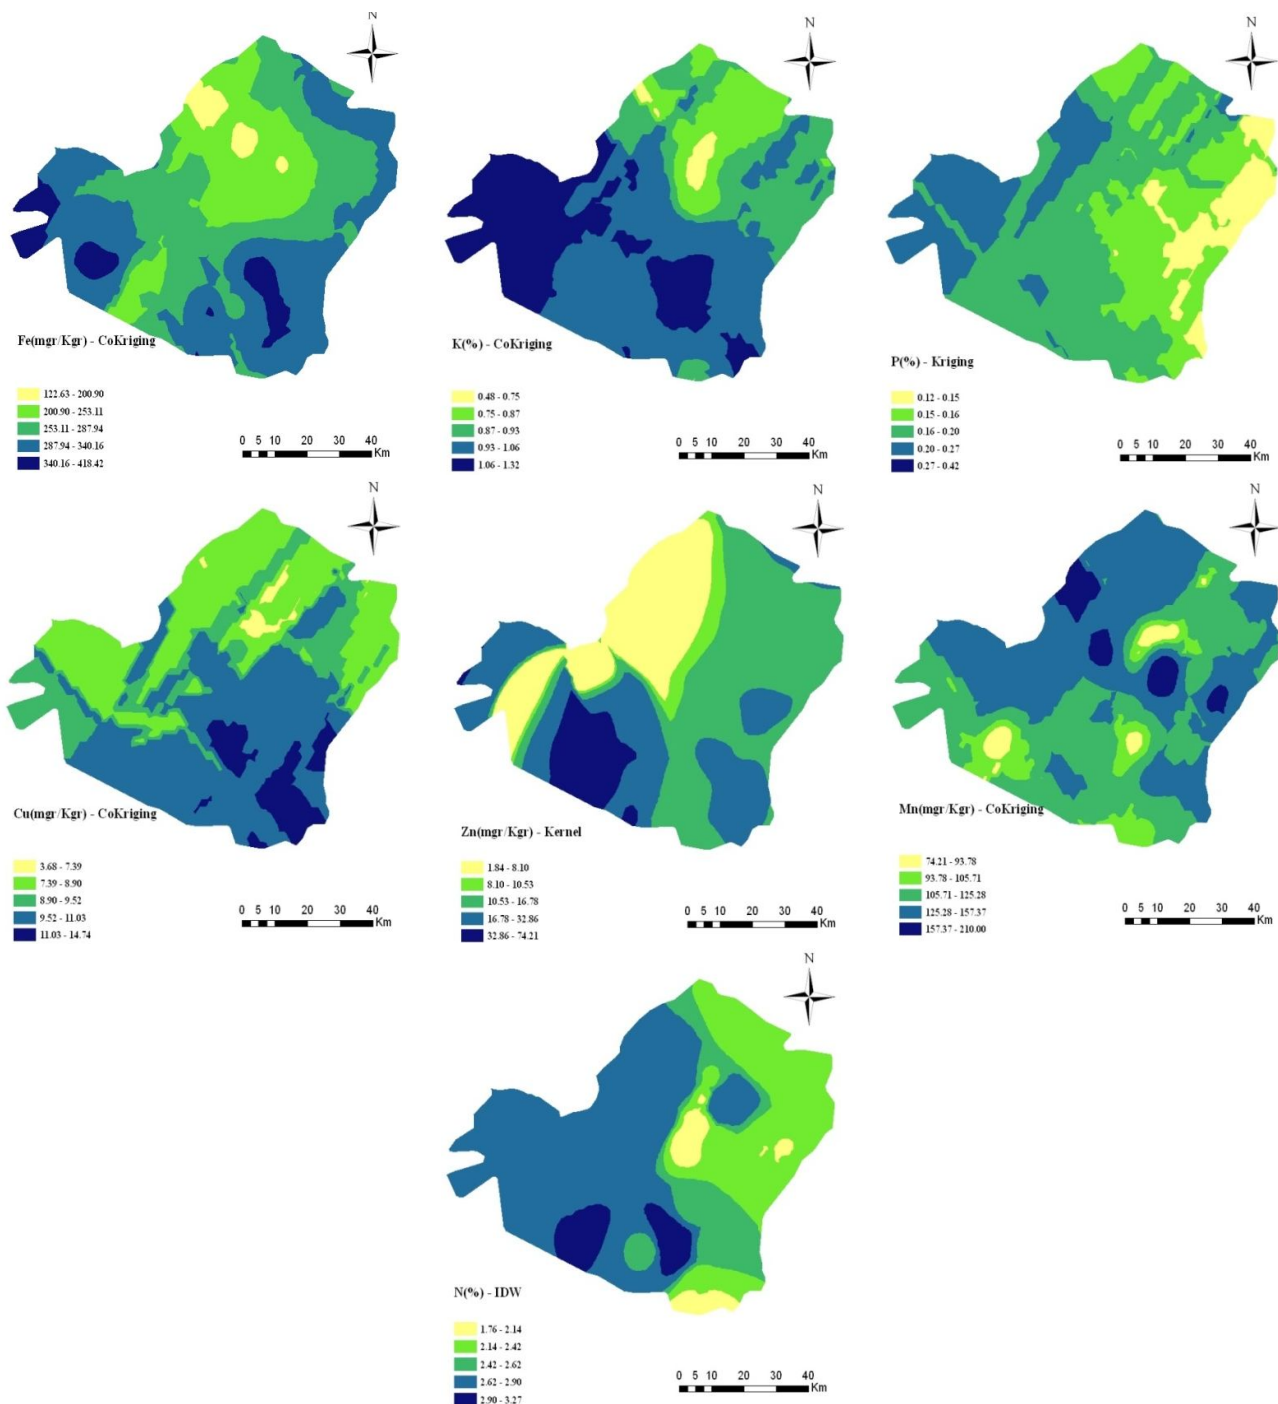 N
Fe(mgr/Kgr) - CoKriging
122.63 - 200.90
200.90 - 253.11
253.11 - 287.94
287.94 - 340.16
340.16 - 418.42
0 5 10 20 30 40
Km
N
K(%) - CoKriging
0.48 - 0.75
0.75 - 0.87
0.87 - 0.93
0.93 - 1.06
1.06 - 1.32
0 5 10 20 30 40
Km
N
P(%) - Kriging
0.12 - 0.15
0.15 - 0.16
0.16 - 0.20
0.20 - 0.27
0.27 - 0.42
0 5 10 20 30 40
Km
N
Cu(mgr/Kgr) - CoKriging
3.68 - 7.39
7.39 - 8.90
8.90 - 9.52
9.52 - 11.03
11.03 - 14.74
0 5 10 20 30 40
Km
N
Zn(mgr/Kgr) - Kernel
1.84 - 8.10
8.10 - 10.53
10.53 - 16.78
16.78 - 32.86
32.86 - 74.21
0 5 10 20 30 40
Km
N
Mn(mgr/Kgr) - CoKriging
74.21 - 93.78
93.78 - 105.71
105.71 - 125.28
125.28 - 157.37
157.37 - 210.00
0 5 10 20 30 40
Km
N
N(%) - IDW
1.76 - 2.14
2.14 - 2.42
2.42 - 2.62
2.62 - 2.90
2.90 - 3.27
0 5 10 20 30 40
Km